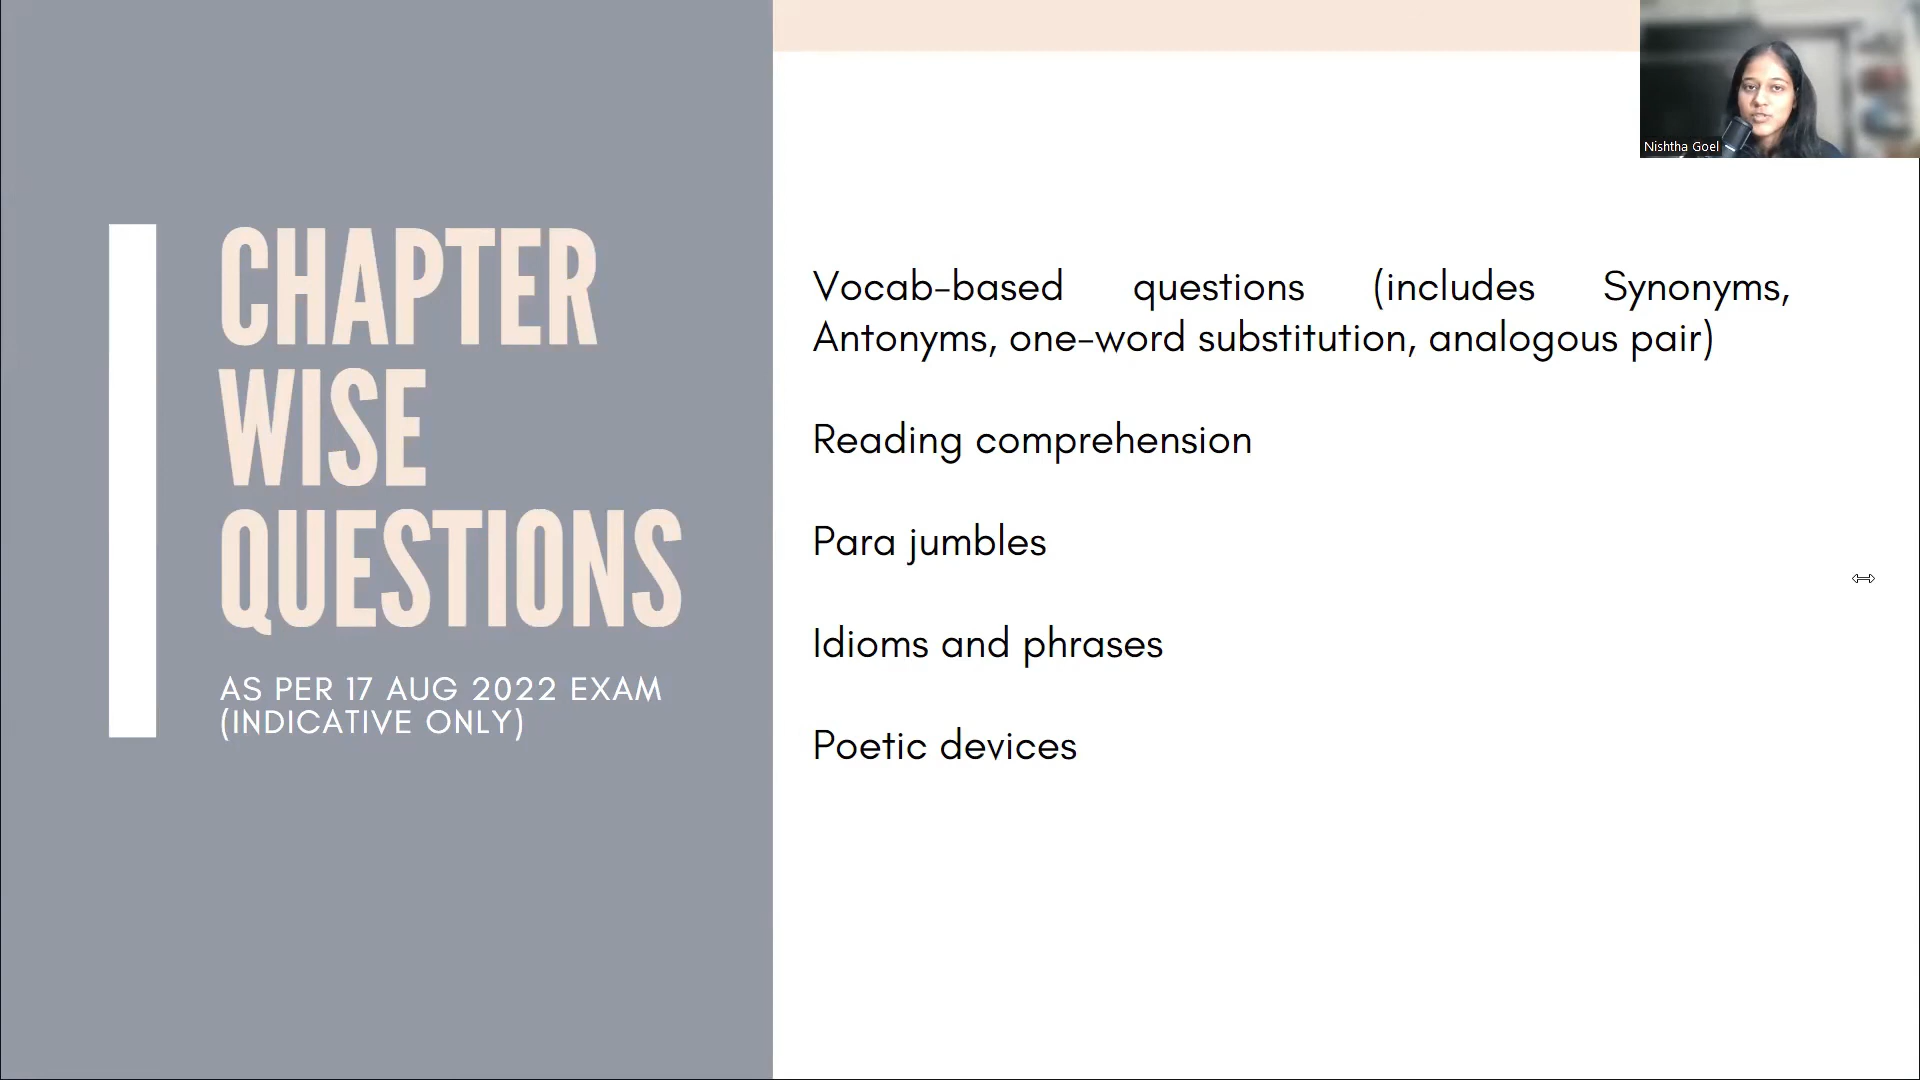 CHAPTER
WISE
QUESTIONS
AS PER 17 AUG 2022 EXAM
(INDICATIVE ONLY)
Vocab-based questions (includes Synonyms,
Antonyms, one-word substitution, analogous pair)
Reading comprehension
Para jumbles
Idioms and phrases
Poetic devices
Nishtha Goel